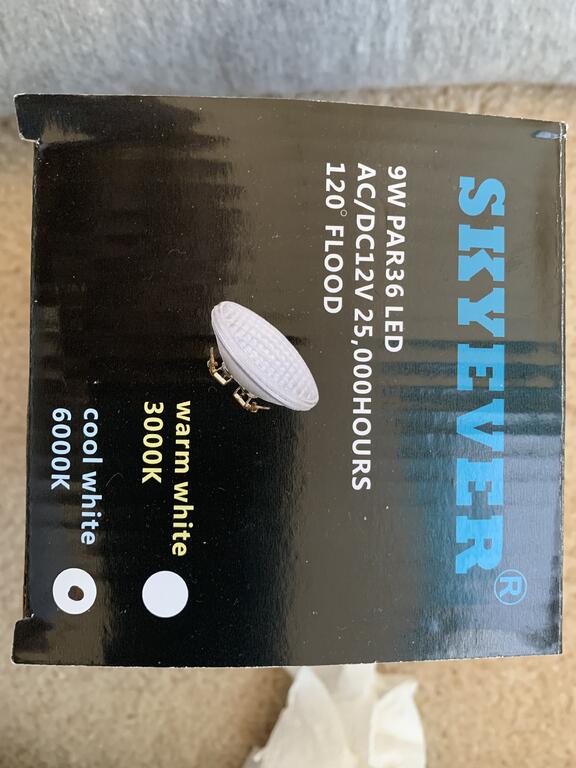 SKYEVER®
9W PAR36 LED
AC/DC12V 25,000HOURS
120° FLOOD
warm white
3000K
cool white
6000K